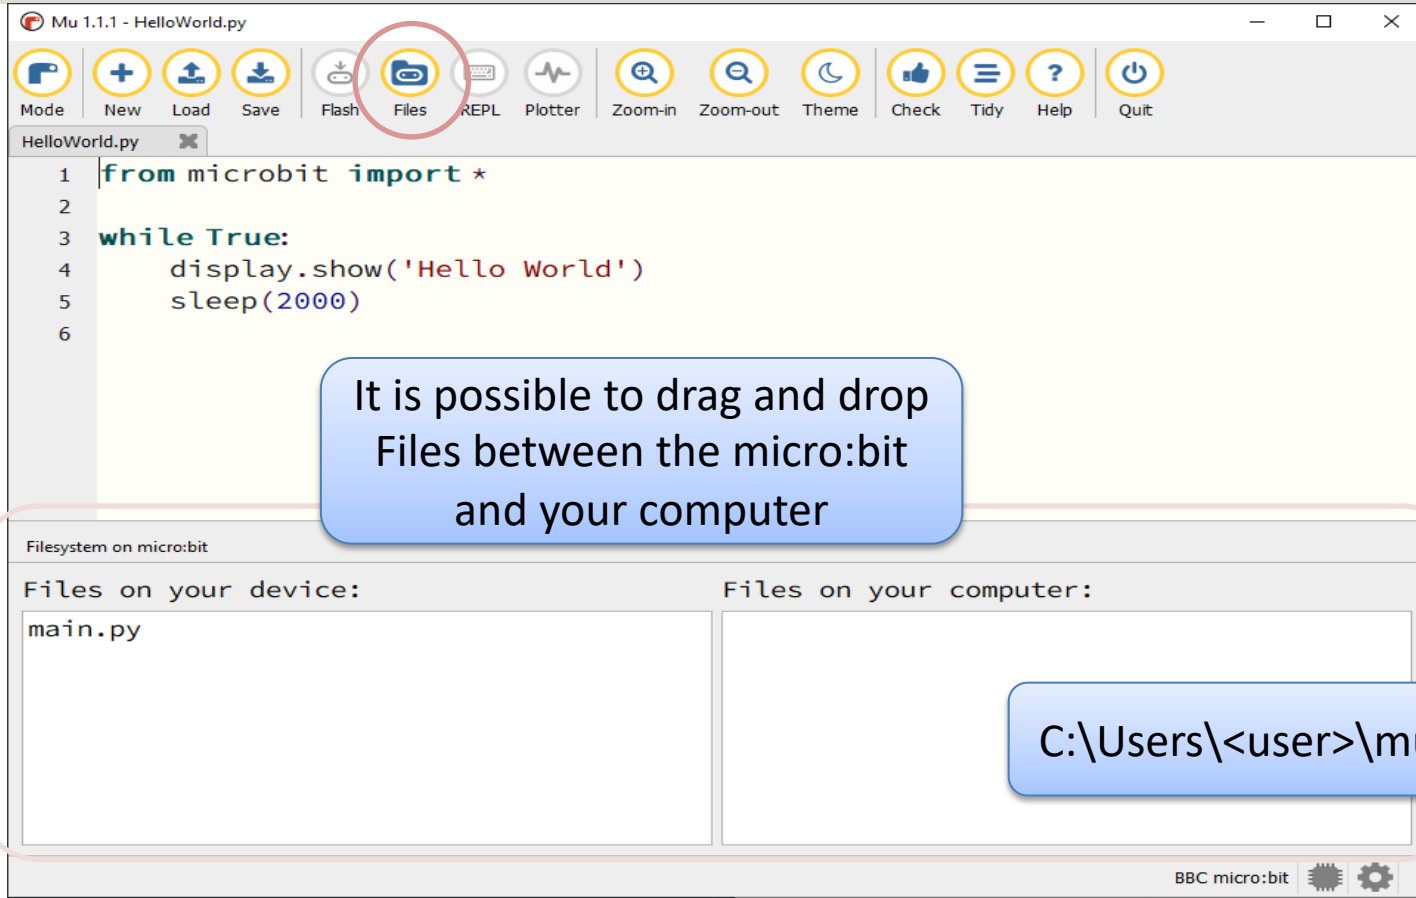 Mu 1.1.1 - HelloWorld.py
Mode New Load Save Flash Files REPL Plotter Zoom-in Zoom-out Theme Check Tidy Help Quit
HelloWorld.py
1 from microbit import *
2
3 while True:
4 display.show('Hello World')
5 sleep(2000)
6
It is possible to drag and drop
Files between the micro:bit
and your computer
Filesystem on micro:bit
Files on your device:
main.py
Files on your computer:
C:\Users\<user>\mu
BBC micro:bit